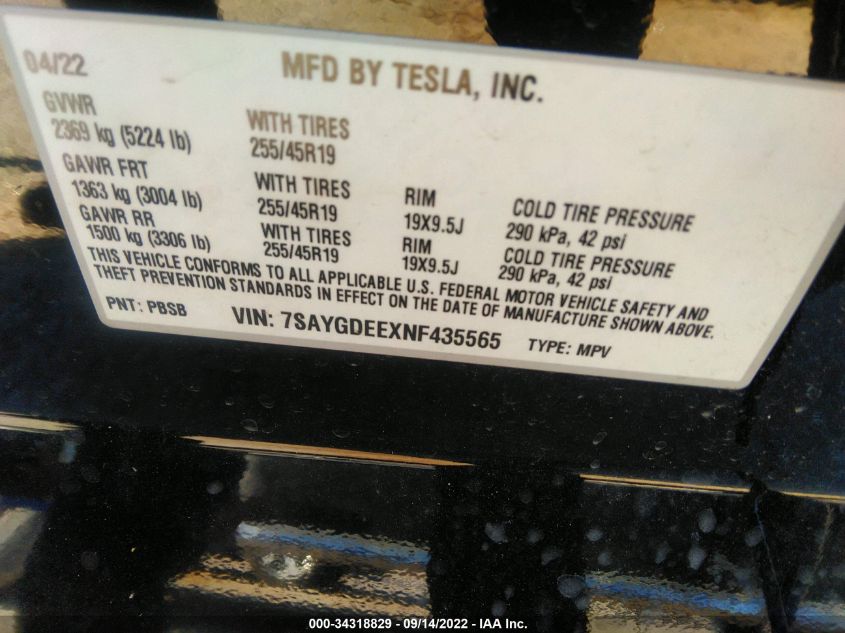 04/22 MFD BY TESLA, INC.
GVWR
2369 kg (5224 lb) WITH TIRES
255/45R19
GAWR FRT
1363 kg (3004 lb) WITH TIRES RIM COLD TIRE PRESSURE
255/45R19 19X9.5J 290 kPa, 42 psi
GAWR RR
1500 kg (3306 lb) WITH TIRES RIM COLD TIRE PRESSURE
255/45R19 19X9.5J 290 kPa, 42 psi
THIS VEHICLE CONFORMS TO ALL APPLICABLE U.S. FEDERAL MOTOR VEHICLE SAFETY AND
THEFT PREVENTION STANDARDS IN EFFECT ON THE DATE OF MANUFACTURE SHOWN ABOVE.
PNT: PBSB VIN: 7SAYGDEEXNF435565 TYPE: MPV
000-34318829 - 09/14/2022 - IAA Inc.